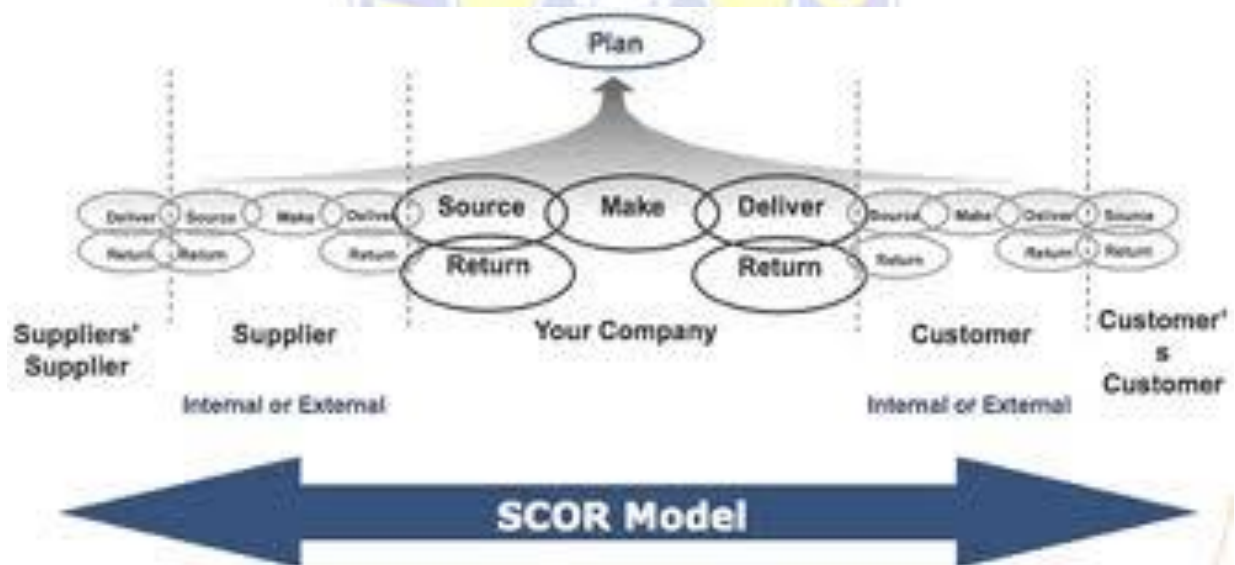 Plan
Deliver Source Make Deliver Source Make Deliver Source Make Deliver Source
Return Return Return Return Return Return Return Return
Suppliers' Supplier Your Company Customer Customer'
Supplier s
Customer
Internal or External Internal or External
SCOR Model